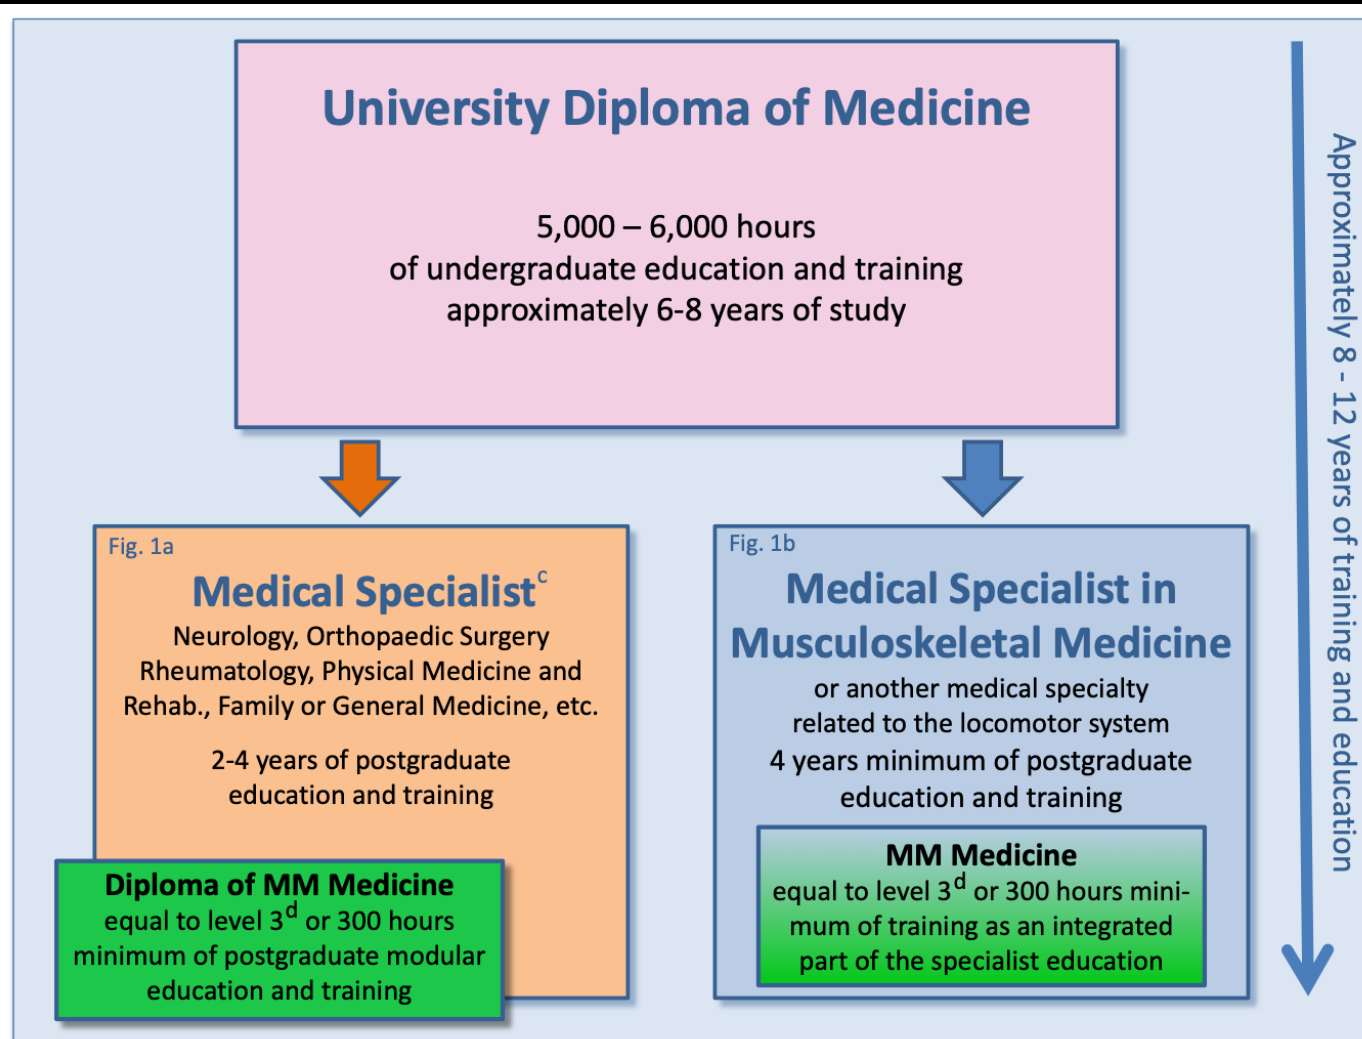 University Diploma of Medicine
5,000 – 6,000 hours
of undergraduate education and training
approximately 6-8 years of study
Fig. 1a
Medical Specialistᶜ
Neurology, Orthopaedic Surgery
Rheumatology, Physical Medicine and
Rehab., Family or General Medicine, etc.
2-4 years of postgraduate
education and training
Diploma of MM Medicine
equal to level 3ᵈ or 300 hours
minimum of postgraduate modular
education and training
Fig. 1b
Medical Specialist in
Musculoskeletal Medicine
or another medical specialty
related to the locomotor system
4 years minimum of postgraduate
education and training
MM Medicine
equal to level 3ᵈ or 300 hours mini-
mum of training as an integrated
part of the specialist education
Approximately 8 - 12 years of training and education